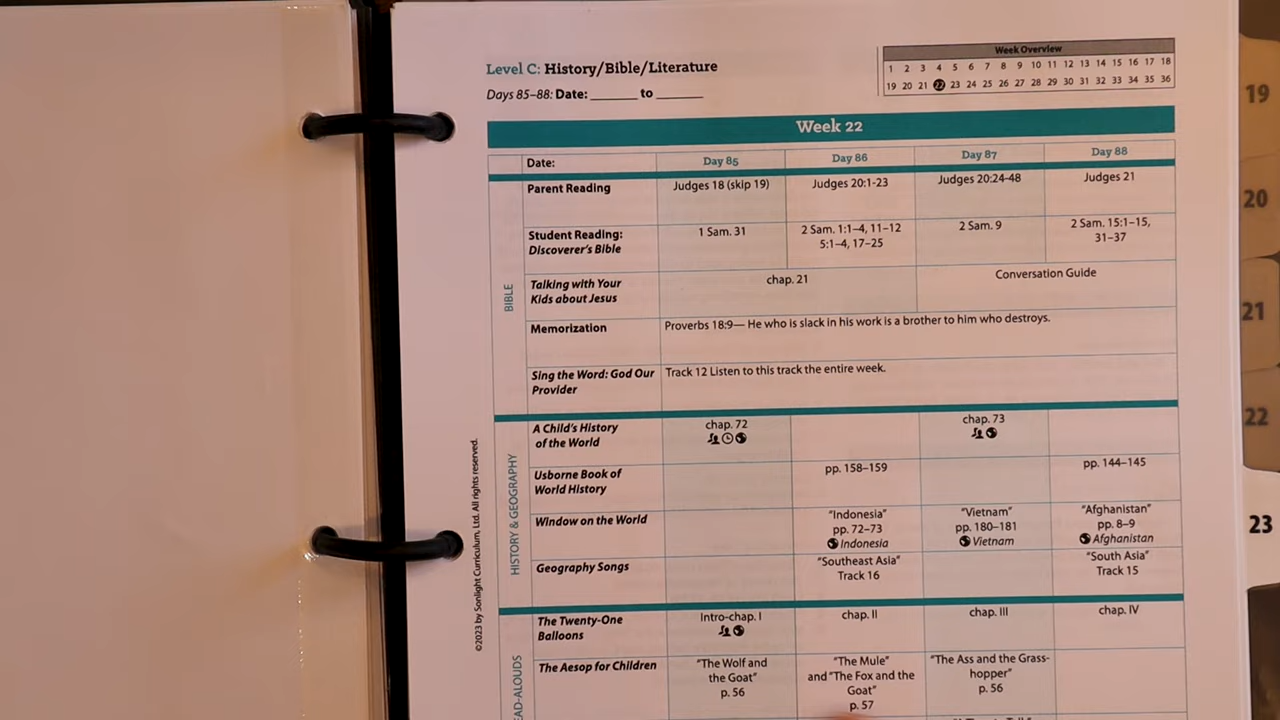 Week Overview
1 2 3 4 5 6 7 8 9 10 11 12 13 14 15 16 17 18
19 20 21 22 23 24 25 26 27 28 29 30 31 32 33 34 35 36
Level C: History/Bible/Literature
Days 85–88: Date: ______ to ______
Week 22
Date: Day 85 Day 86 Day 87 Day 88
BIBLE
Parent Reading Judges 18 (skip 19) Judges 20:1-23 Judges 20:24-48 Judges 21
Student Reading: 1 Sam. 31 2 Sam. 1:1–4, 11–12 2 Sam. 9 2 Sam. 15:1–15,
Discoverer's Bible 5:1–4, 17–25 31–37
Talking with Your chap. 21 Conversation Guide
Kids about Jesus
Memorization Proverbs 18:9— He who is slack in his work is a brother to him who destroys.
Sing the Word: God Our Track 12 Listen to this track the entire week.
Provider
HISTORY & GEOGRAPHY
A Child's History chap. 72 chap. 73
of the World
Usborne Book of pp. 158–159 pp. 144–145
World History
Window on the World "Indonesia" "Vietnam" "Afghanistan"
pp. 72–73 pp. 180–181 pp. 8–9
Indonesia Vietnam Afghanistan
Geography Songs "Southeast Asia" "South Asia"
Track 16 Track 15
EAD-ALOUDS
The Twenty-One Intro-chap. I chap. II chap. III chap. IV
Balloons
The Aesop for Children "The Wolf and "The Mule" "The Ass and the Grass-
the Goat" and "The Fox and the hopper"
p. 56 Goat" p. 56
p. 57
©2023 by Sonlight Curriculum, Ltd. All rights reserved.
19
20
21
22
23